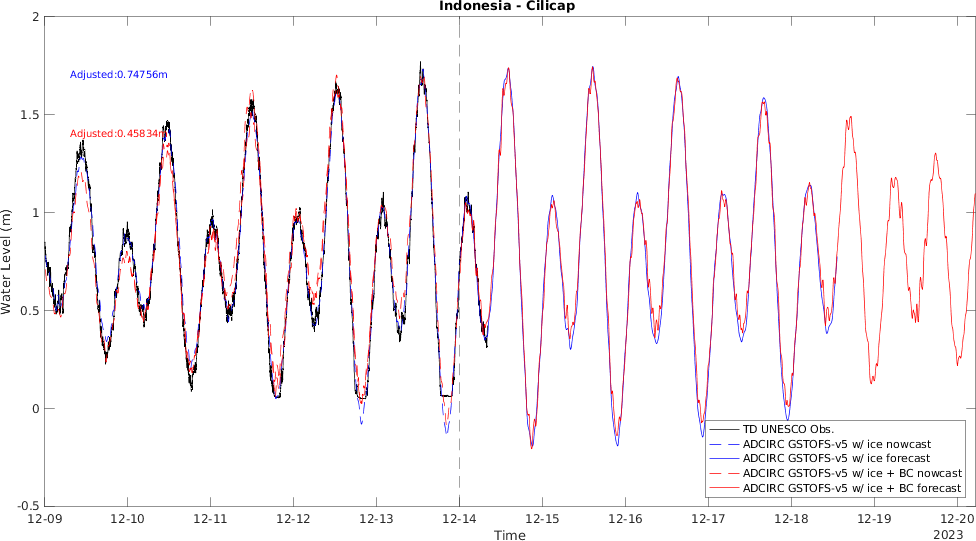 Indonesia - Cilicap
2
1.5
1
0.5
0
-0.5
Water Level (m)
Adjusted:0.74756m
Adjusted:0.45834m
TD UNESCO Obs.
ADCIRC GSTOFS-v5 w/ ice nowcast
ADCIRC GSTOFS-v5 w/ ice forecast
ADCIRC GSTOFS-v5 w/ ice + BC nowcast
ADCIRC GSTOFS-v5 w/ ice + BC forecast
12-09 12-10 12-11 12-12 12-13 12-14 12-15 12-16 12-17 12-18 12-19 12-20
Time
2023